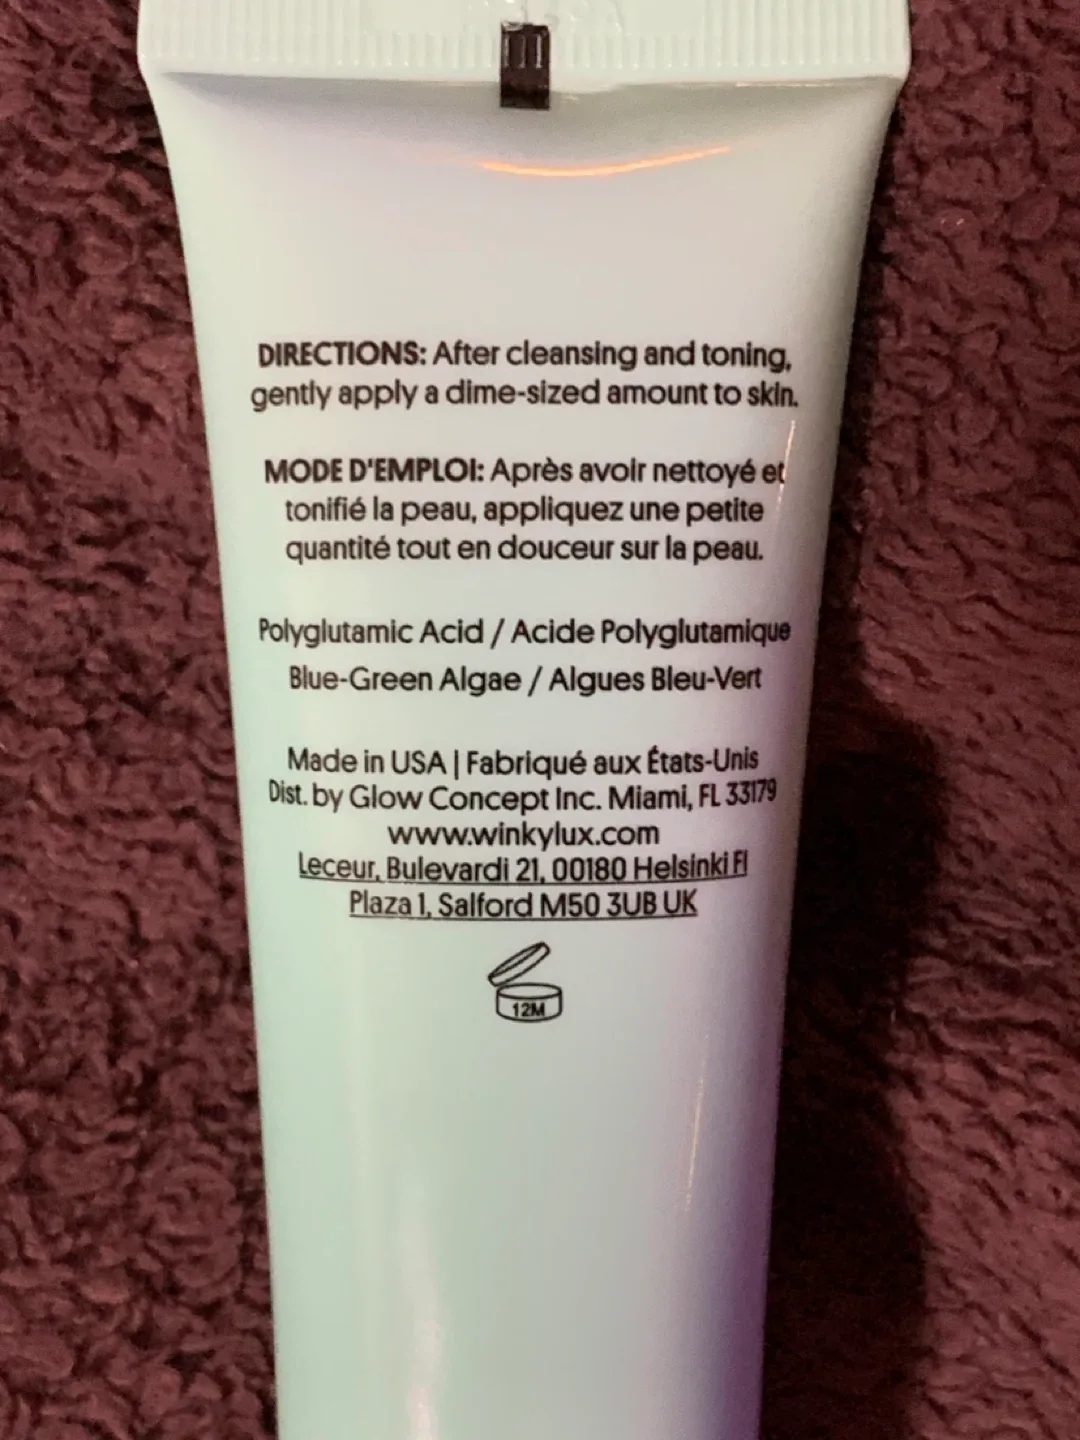 DIRECTIONS: After cleansing and toning,
gently apply a dime-sized amount to skin.
MODE D'EMPLOI: Après avoir nettoyé et
tonifié la peau, appliquez une petite
quantité tout en douceur sur la peau.
Polyglutamic Acid / Acide Polyglutamique
Blue-Green Algae / Algues Bleu-Vert
Made in USA | Fabriqué aux États-Unis
Dist. by Glow Concept Inc. Miami, FL 33179
www.winkylux.com
Leceur, Bulevardi 21, 00180 Helsinki FI
Plaza 1, Salford M50 3UB UK
12M